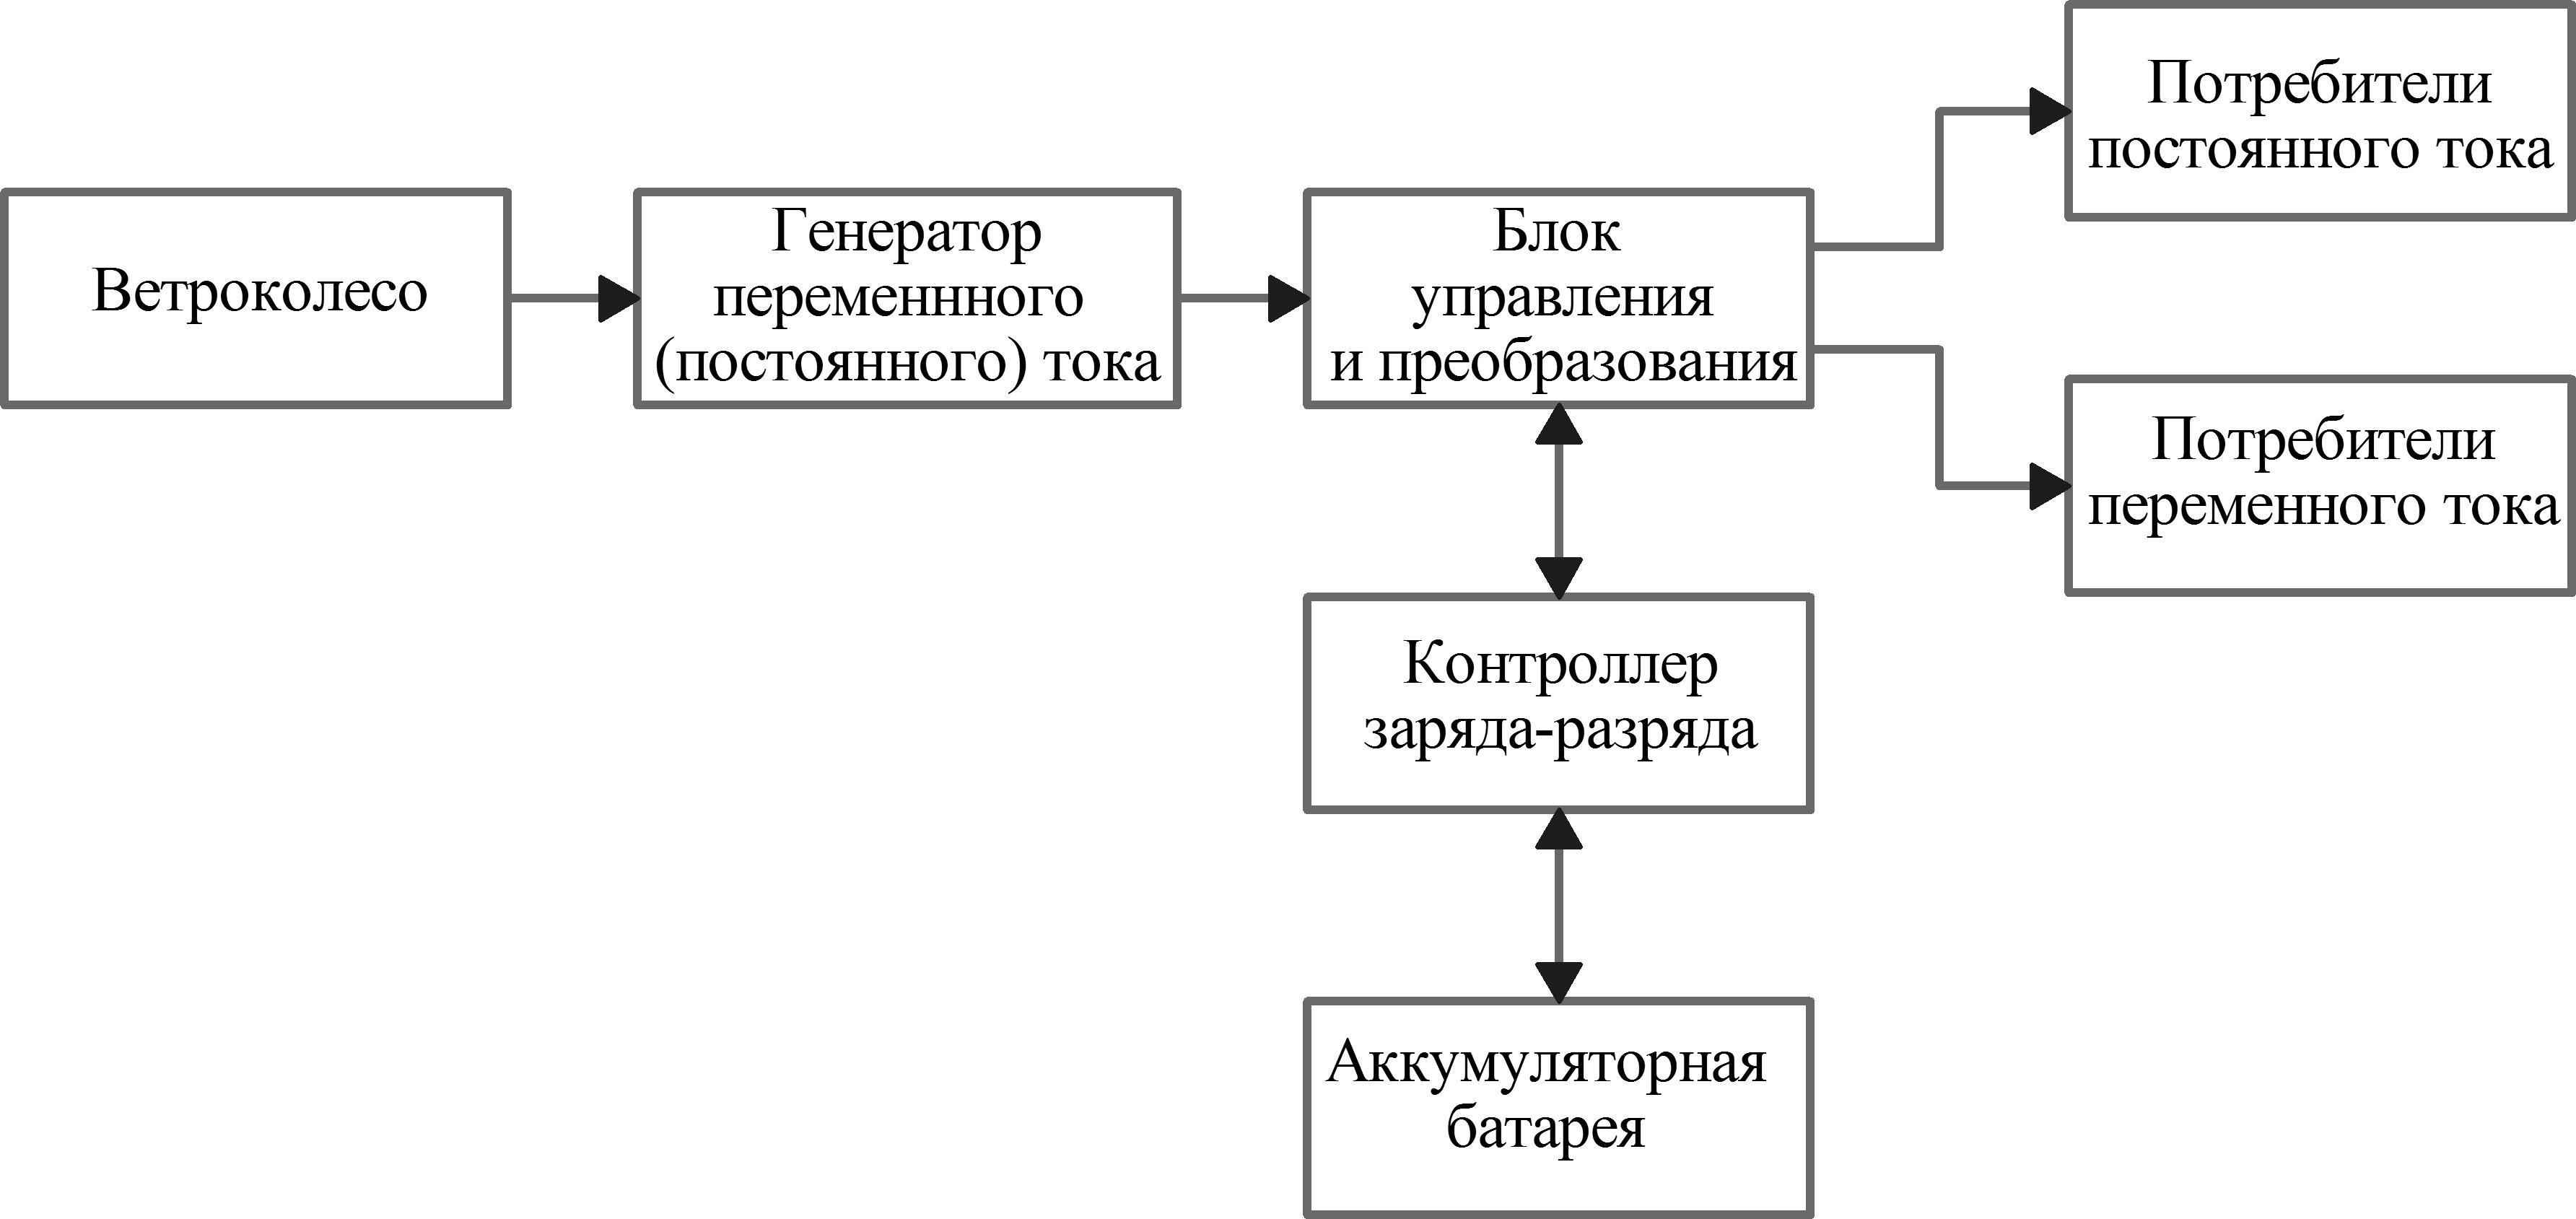 Ветроколесо
Генератор
переменнного
(постоянного) тока
Блок
управления
и преобразования
Потребители
постоянного тока
Потребители
переменного тока
Контроллер
заряда-разряда
Аккумуляторная
батарея